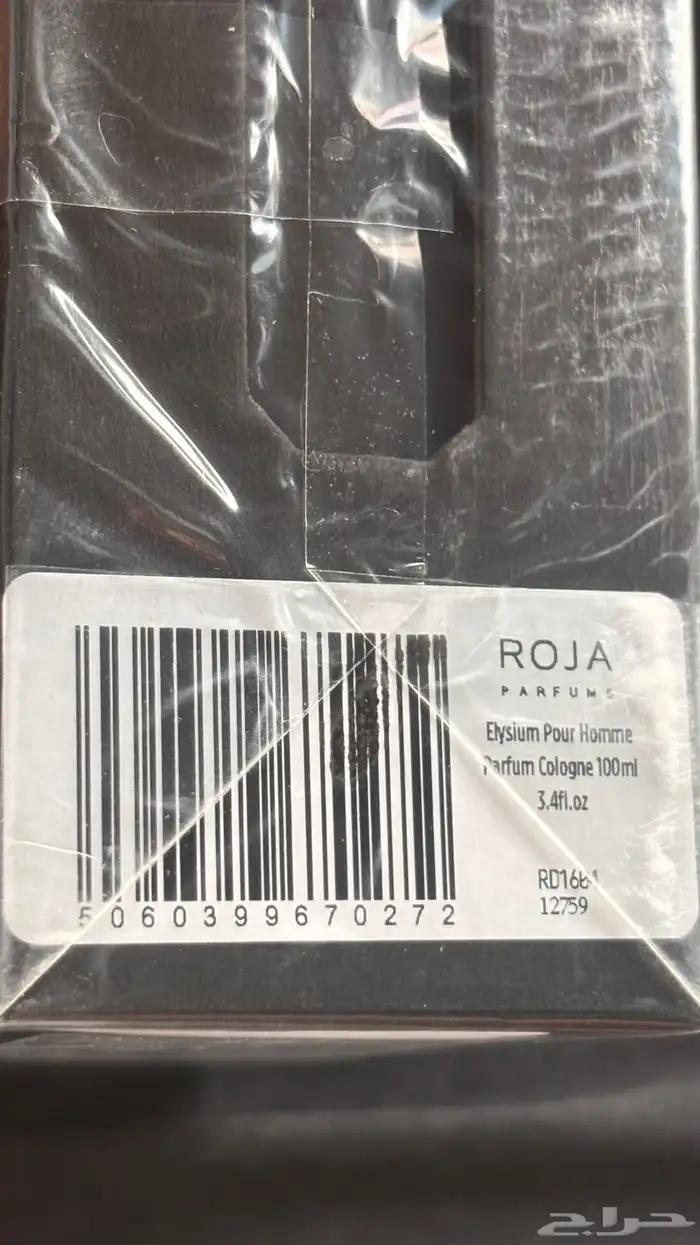 ROJA
PARFUMS
Elysium Pour Homme
Parfum Cologne 100ml
3.4fl.oz
12759
5060399670272
حراج